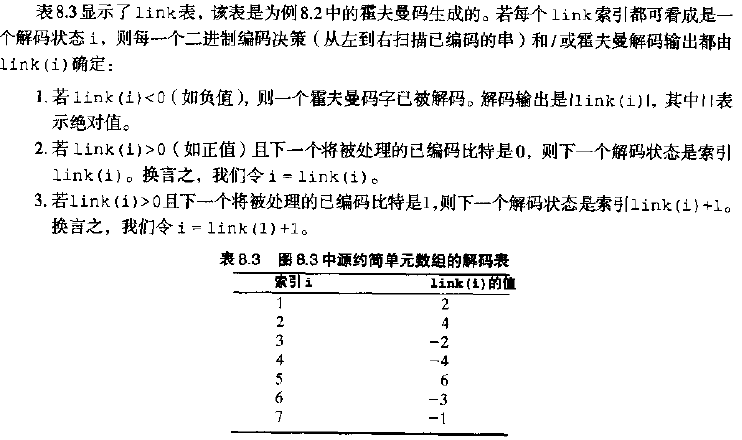 表8.3显示了link表，该表是为例8.2中的霍夫曼码生成的。若每个link索引都可看成是一
个解码状态i，则每一个二进制编码决策（从左到右扫描已编码的串）和/或霍夫曼解码输出都由
link(i)确定：
1. 若link(i)<0（如负值），则一个霍夫曼码字已被解码。解码输出是|link(i)|，其中||表
示绝对值。
2. 若link(i)>0（如正值）且下一个将被处理的已编码比特是0，则下一个解码状态是索引
link(i)。换言之，我们令i = link(i)。
3. 若link(i)>0且下一个将被处理的已编码比特是1，则下一个解码状态是索引link(i)+1。
换言之，我们令i = link(1)+1。
表8.3 图8.3中源约简单元数组的解码表
索引i link(i)的值
1 2
2 4
3 -2
4 -4
5 6
6 -3
7 -1